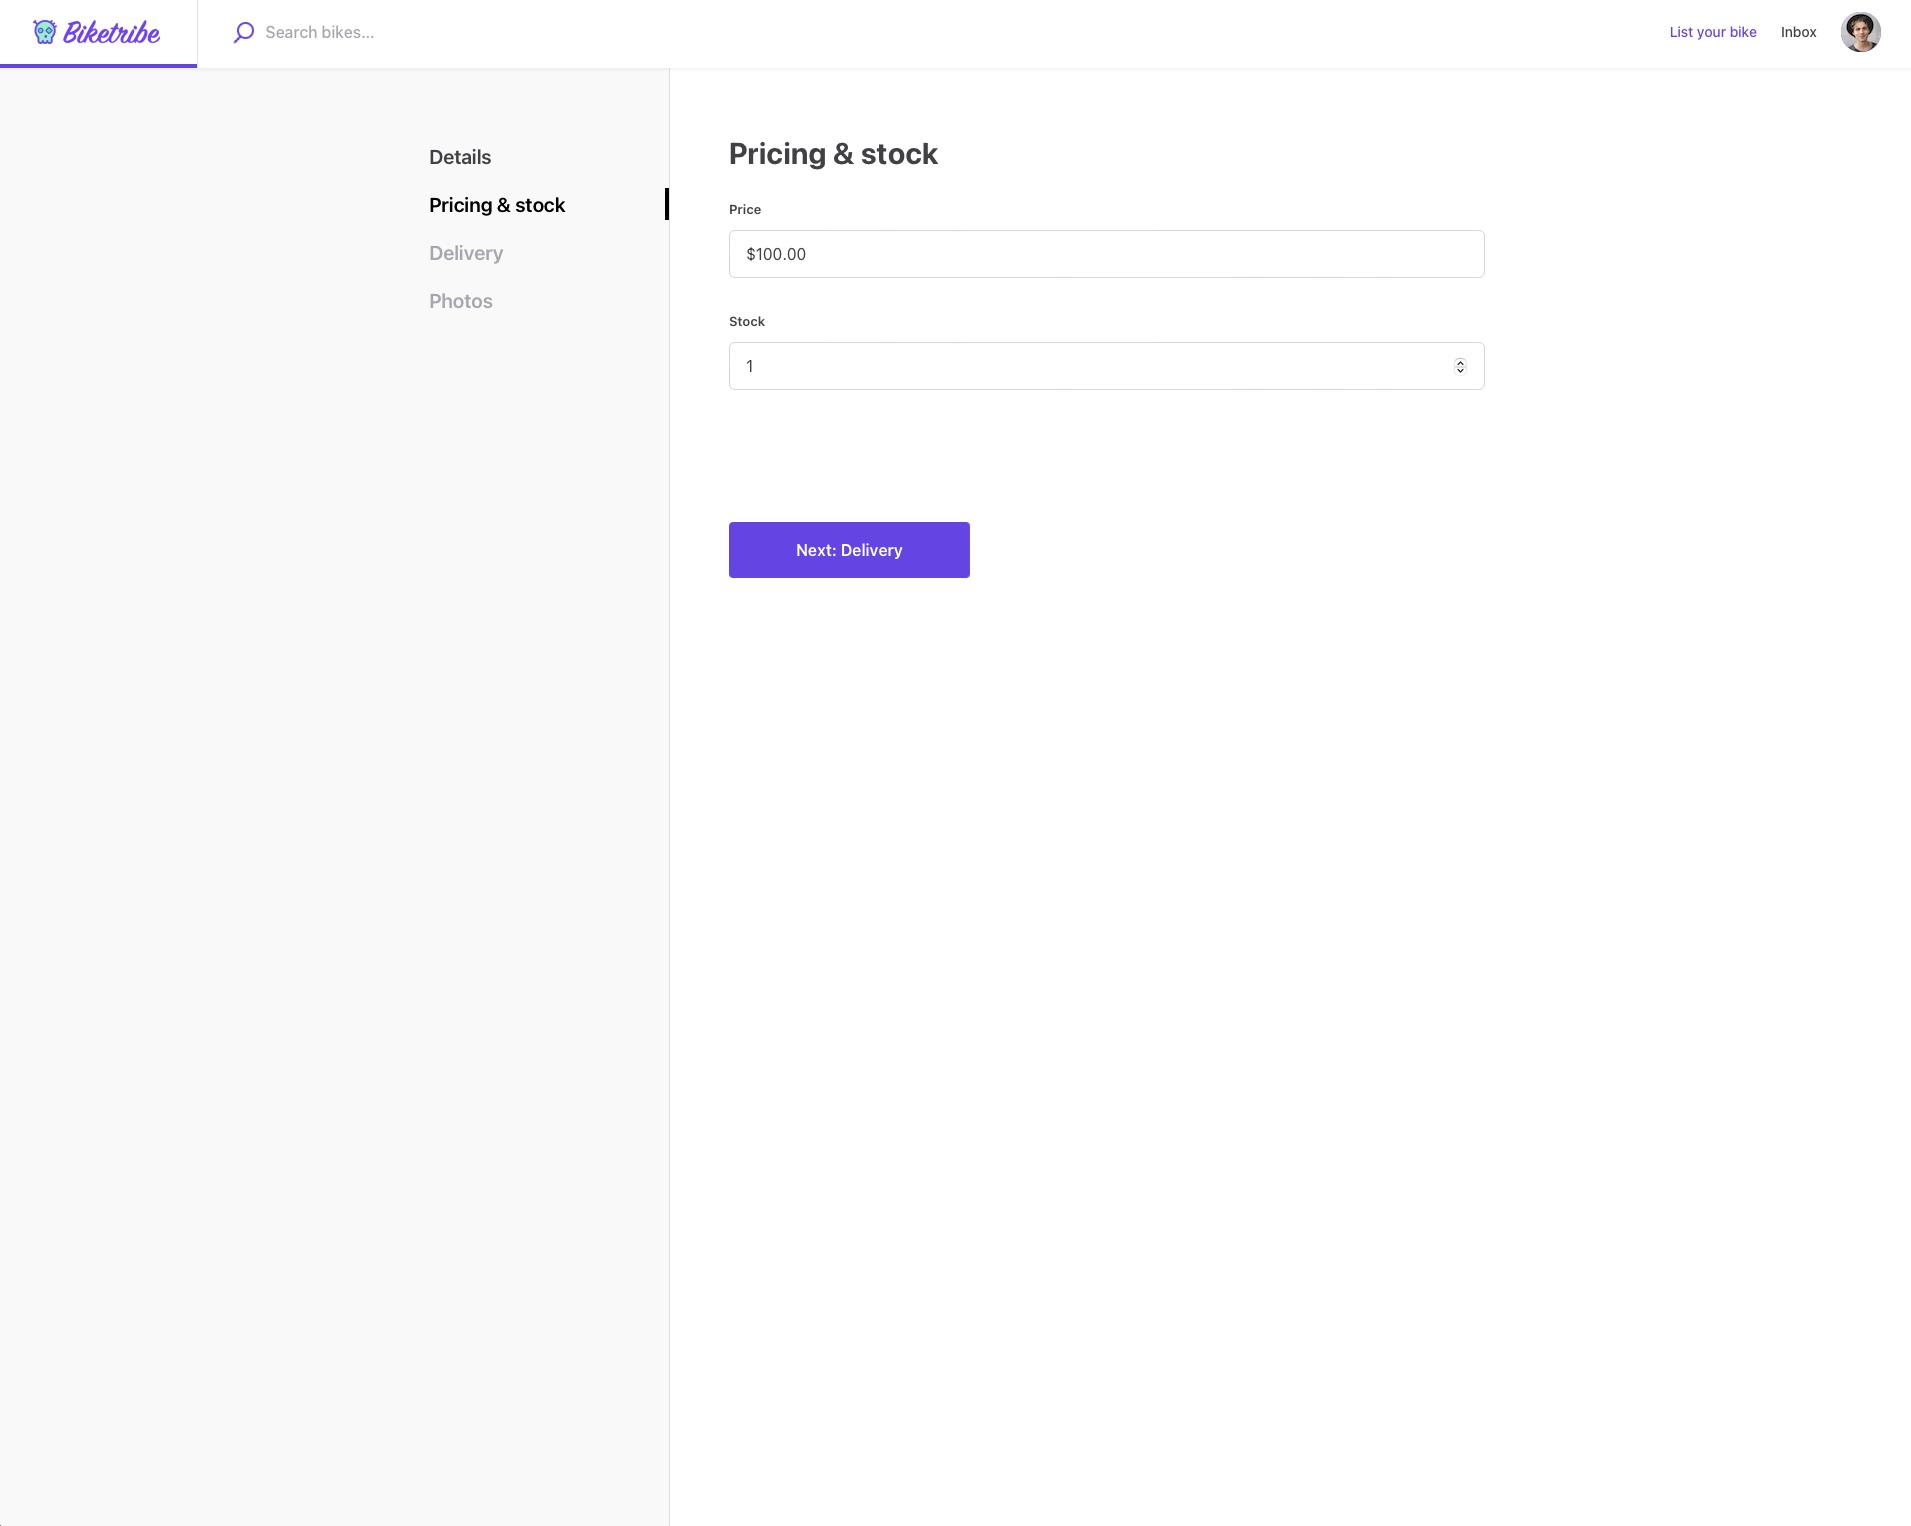 Biketribe
Search bikes...
List your bike
Inbox
Details
Pricing & stock
Delivery
Photos
Pricing & stock
Price
$100.00
Stock
1
Next: Delivery